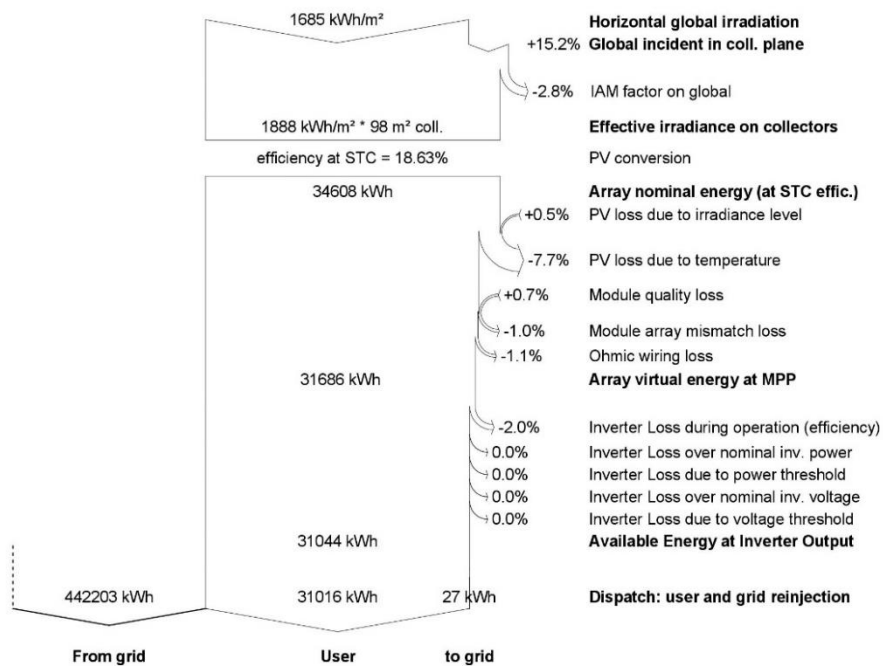 1685 kWh/m² Horizontal global irradiation
+15.2% Global incident in coll. plane
-2.8% IAM factor on global
1888 kWh/m² * 98 m² coll. Effective irradiance on collectors
efficiency at STC = 18.63% PV conversion
34608 kWh Array nominal energy (at STC effic.)
+0.5% PV loss due to irradiance level
-7.7% PV loss due to temperature
+0.7% Module quality loss
-1.0% Module array mismatch loss
-1.1% Ohmic wiring loss
31686 kWh Array virtual energy at MPP
-2.0% Inverter Loss during operation (efficiency)
0.0% Inverter Loss over nominal inv. power
0.0% Inverter Loss due to power threshold
0.0% Inverter Loss over nominal inv. voltage
0.0% Inverter Loss due to voltage threshold
31044 kWh Available Energy at Inverter Output
442203 kWh 31016 kWh 27 kWh Dispatch: user and grid reinjection
From grid User to grid